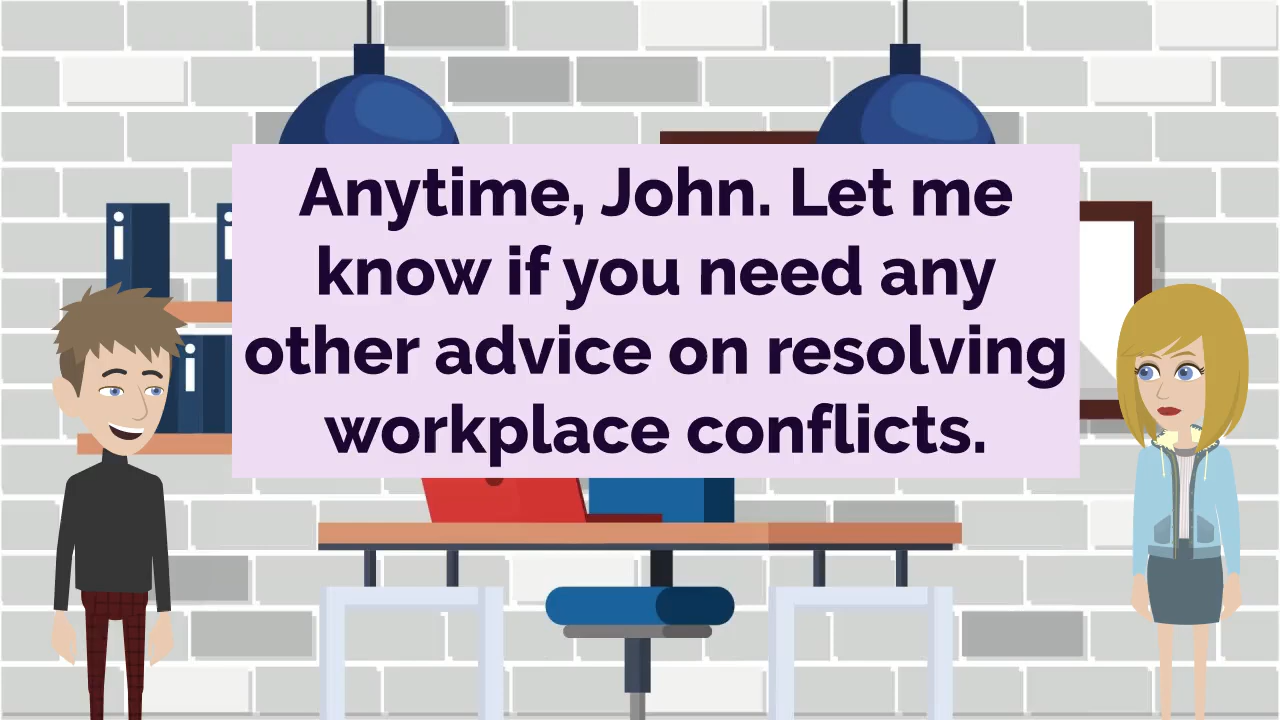 Anytime, John. Let me
know if you need any
other advice on resolving
workplace conflicts.